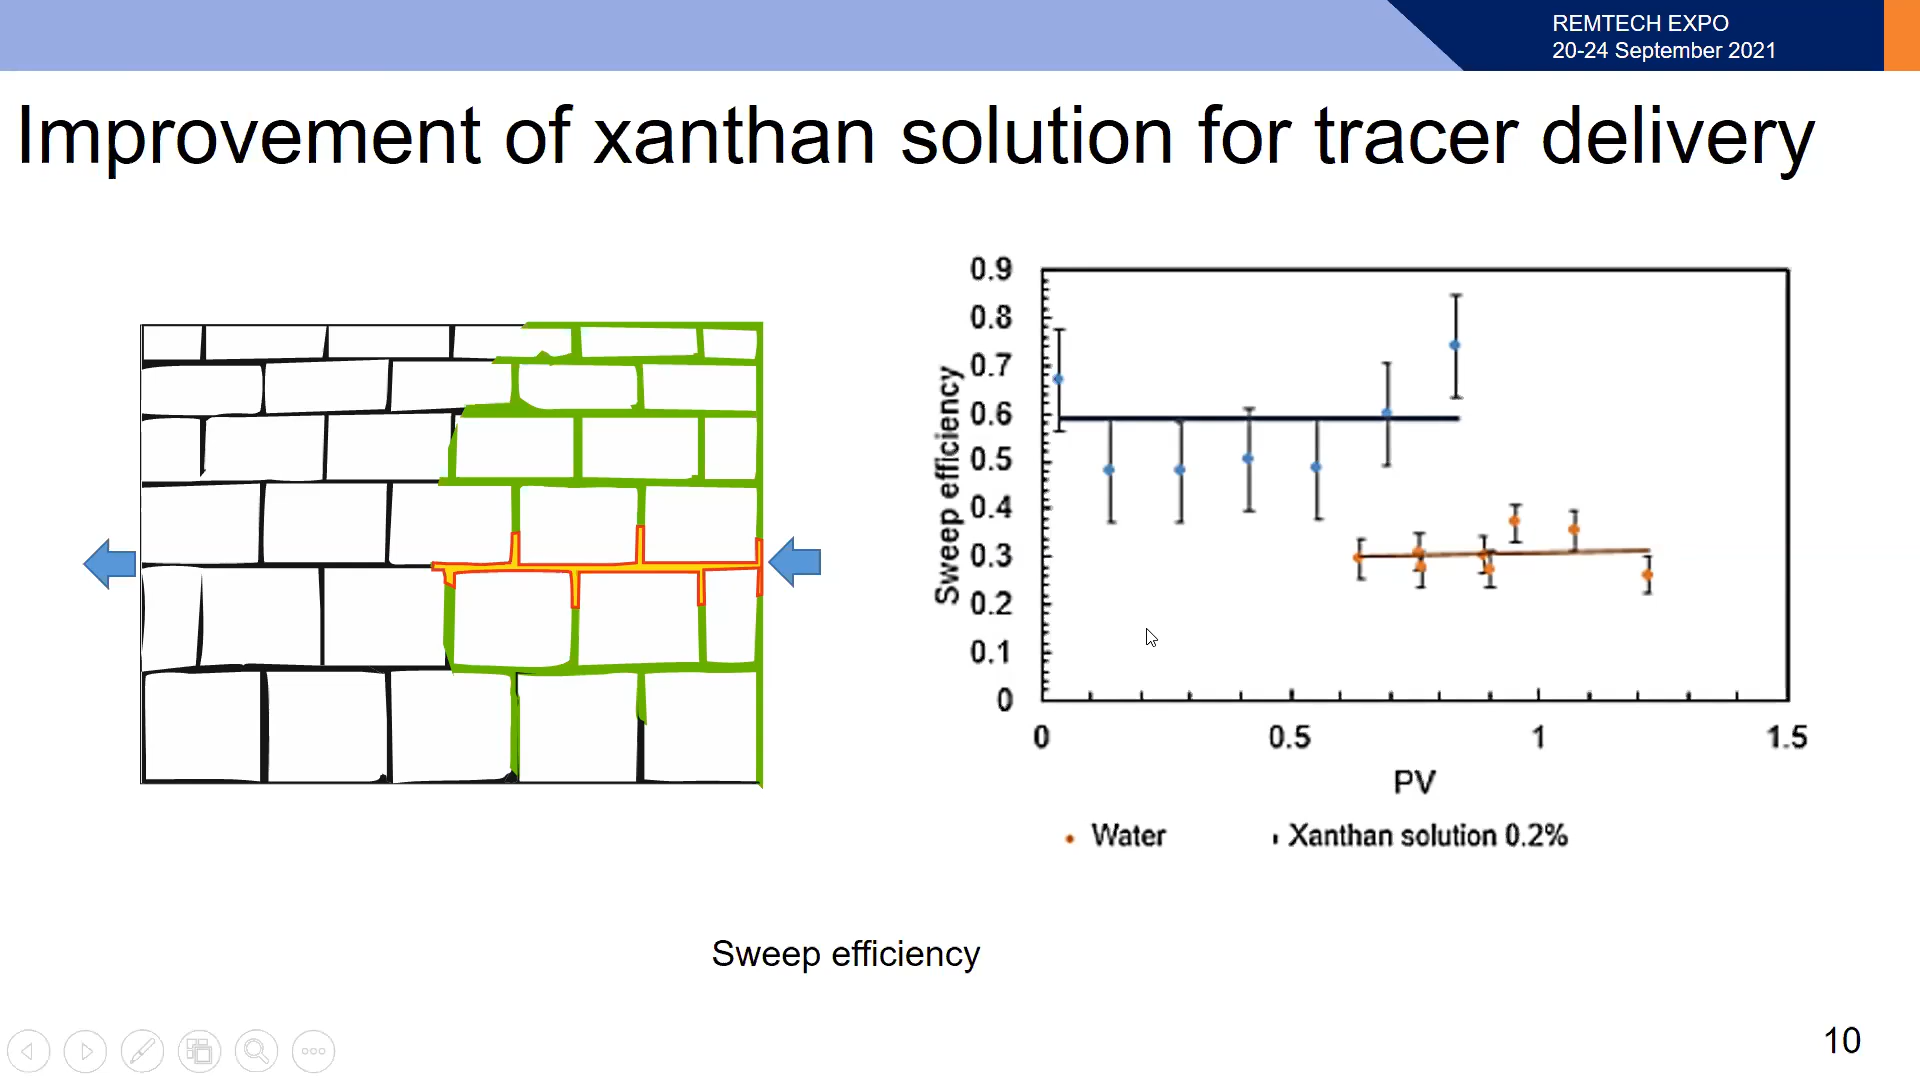 REMTECH EXPO
20-24 September 2021
Improvement of xanthan solution for tracer delivery
Sweep efficiency
0.9
0.8
0.7
0.6
0.5
0.4
0.3
0.2
0.1
0
0
0.5
1
1.5
PV
Water
Xanthan solution 0.2%
Sweep efficiency
10